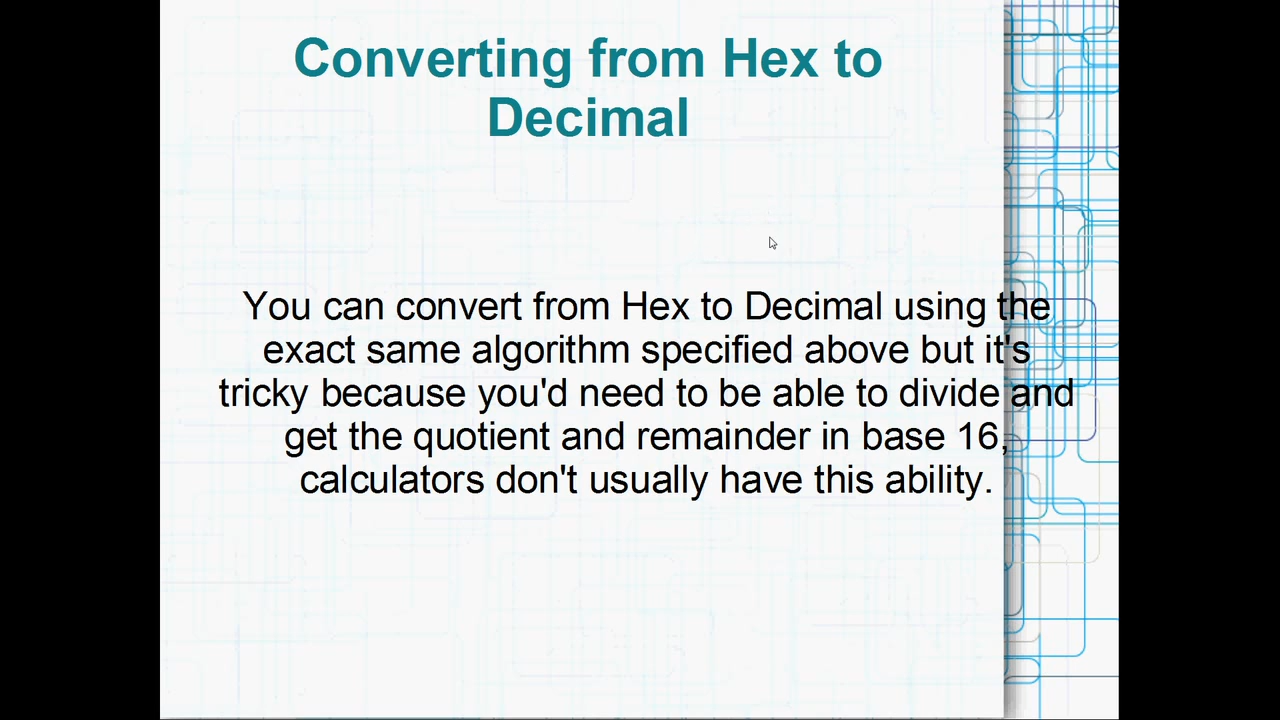 Converting from Hex to
Decimal
You can convert from Hex to Decimal using the
exact same algorithm specified above but it's
tricky because you'd need to be able to divide and
get the quotient and remainder in base 16,
calculators don't usually have this ability.